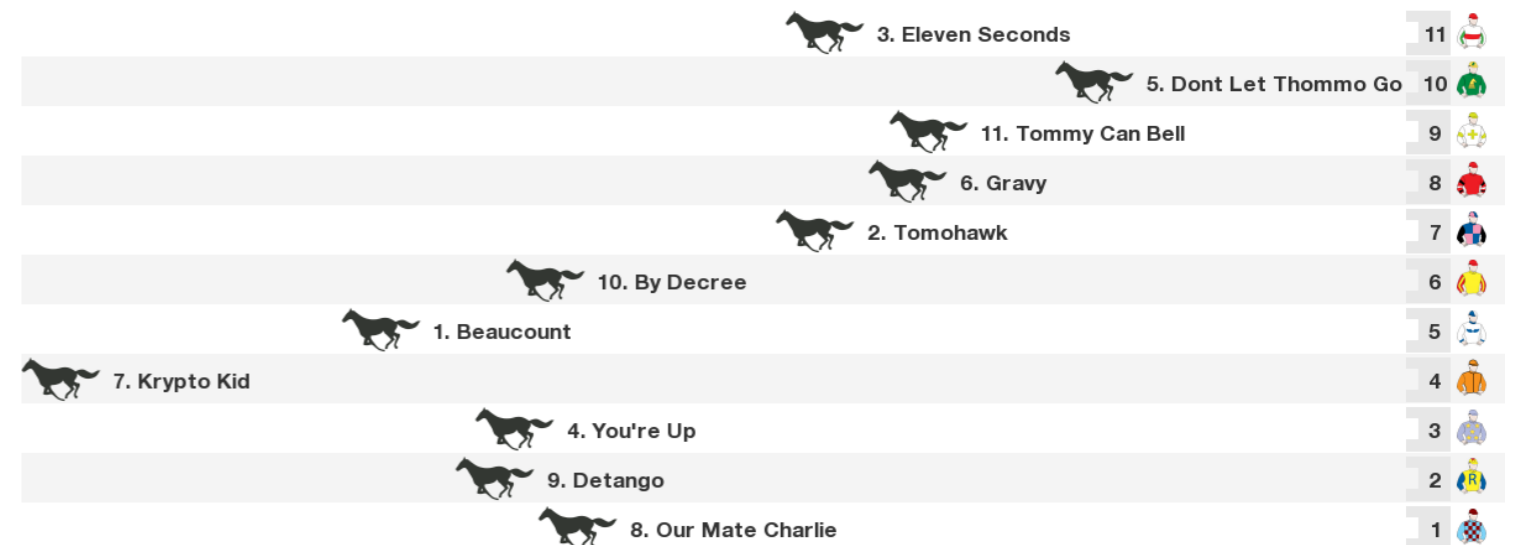 3. Eleven Seconds 11
5. Dont Let Thommo Go 10
11. Tommy Can Bell 9
6. Gravy 8
2. Tomohawk 7
10. By Decree 6
1. Beaucount 5
7. Krypto Kid 4
4. You're Up 3
9. Detango 2 R
8. Our Mate Charlie 1